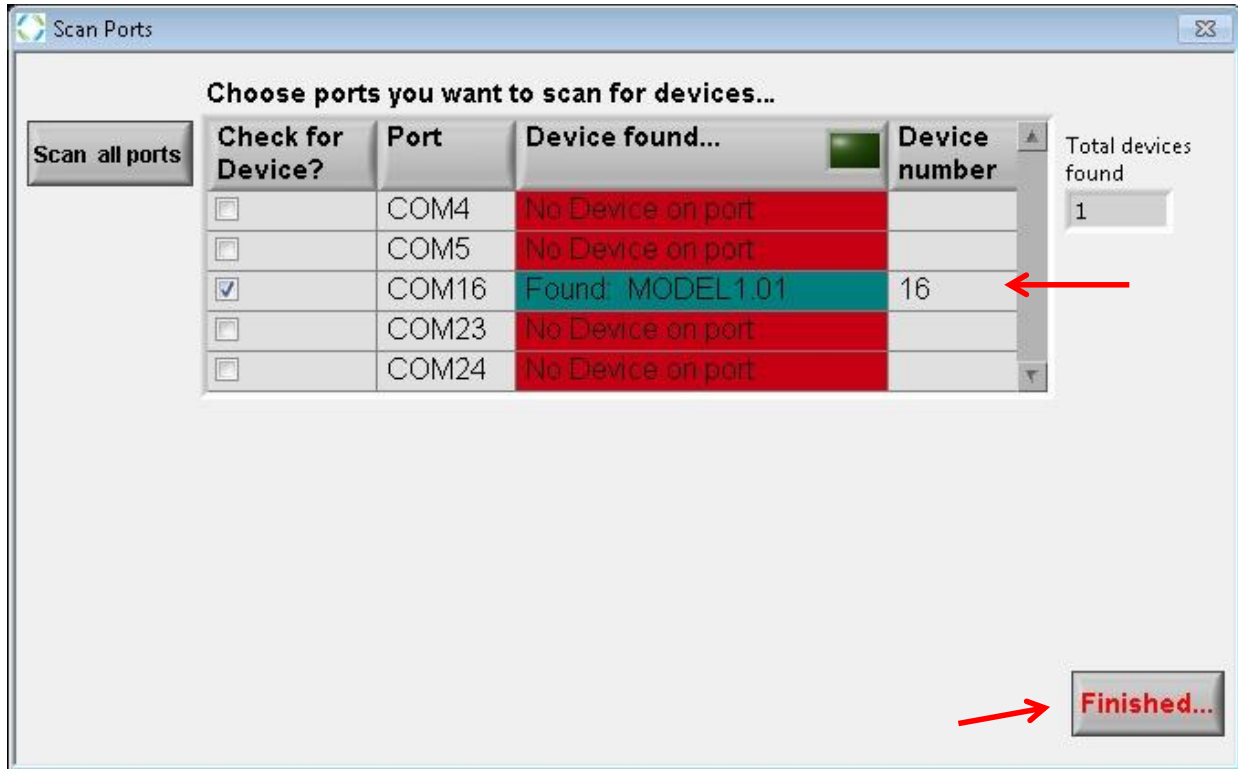 Scan Ports
Choose ports you want to scan for devices...
Scan all ports
Check for Device?
Port
Device found...
Device number
Total devices found
1
COM4 No Device on port
COM5 No Device on port
COM16 Found: MODEL1.01 16
COM23 No Device on port
COM24 No Device on port
Finished...